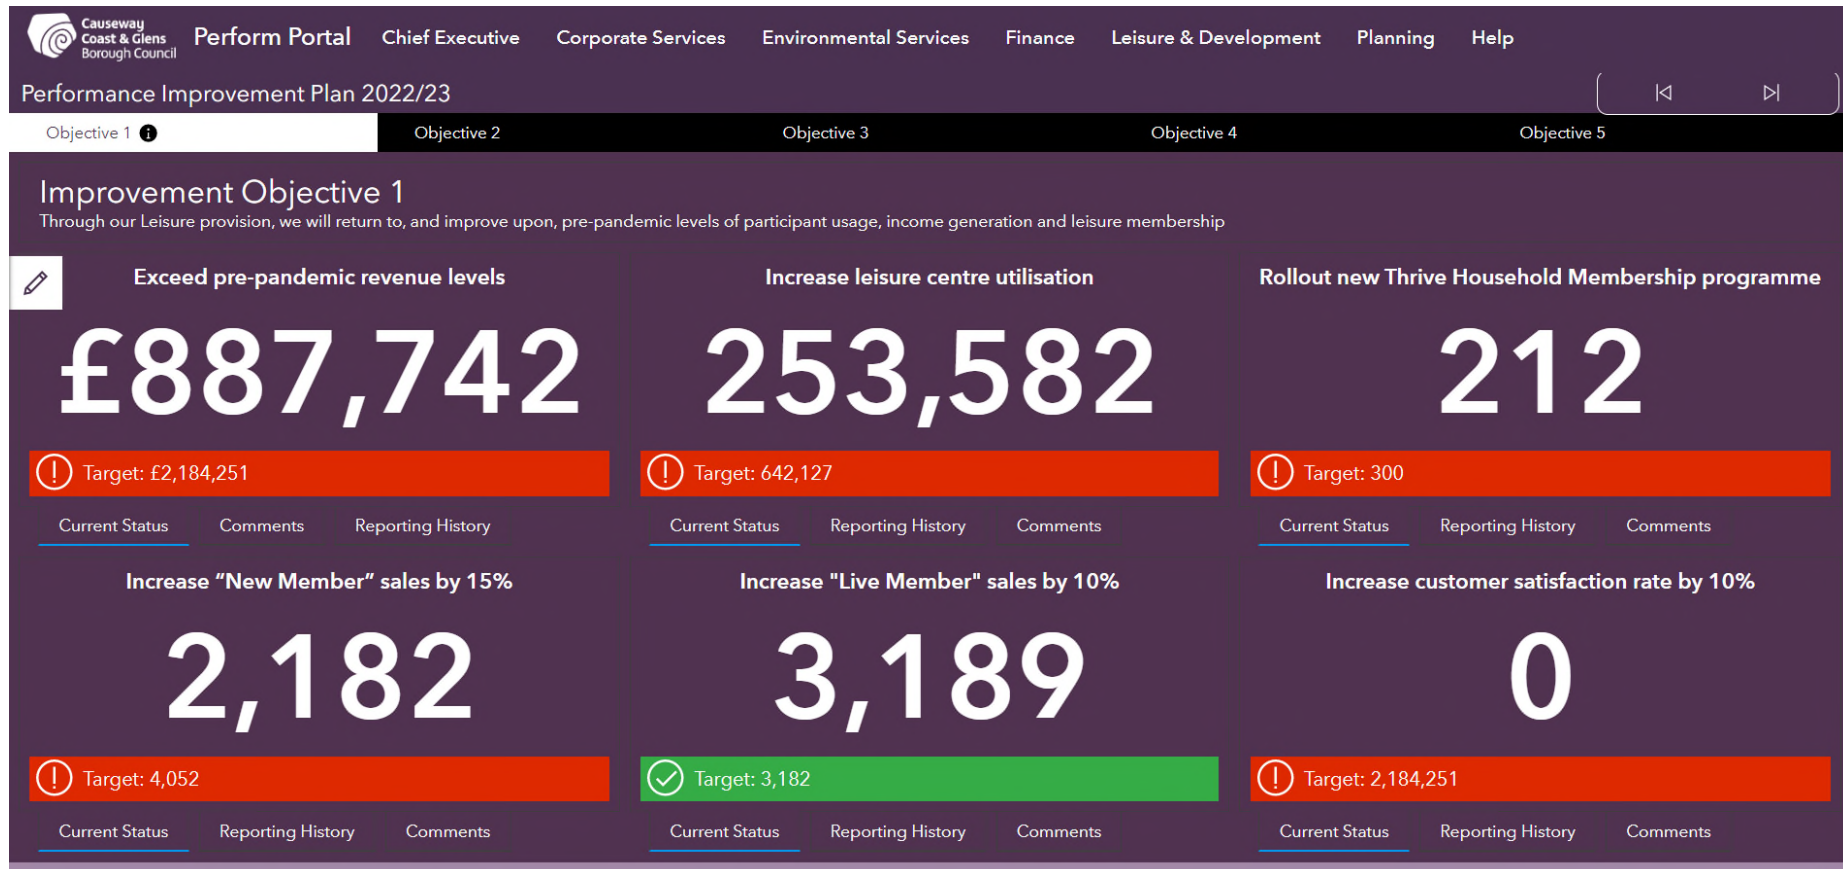 Causeway
Coast & Glens
Borough Council
Perform Portal Chief Executive Corporate Services Environmental Services Finance Leisure & Development Planning Help
Performance Improvement Plan 2022/23
Objective 1 Objective 2 Objective 3 Objective 4 Objective 5
Improvement Objective 1
Through our Leisure provision, we will return to, and improve upon, pre-pandemic levels of participant usage, income generation and leisure membership
Exceed pre-pandemic revenue levels
£887,742
Target: £2,184,251
Current Status Comments Reporting History
Increase leisure centre utilisation
253,582
Target: 642,127
Current Status Reporting History Comments
Rollout new Thrive Household Membership programme
212
Target: 300
Current Status Reporting History Comments
Increase “New Member” sales by 15%
2,182
Target: 4,052
Current Status Reporting History Comments
Increase "Live Member" sales by 10%
3,189
Target: 3,182
Current Status Reporting History Comments
Increase customer satisfaction rate by 10%
0
Target: 2,184,251
Current Status Reporting History Comments